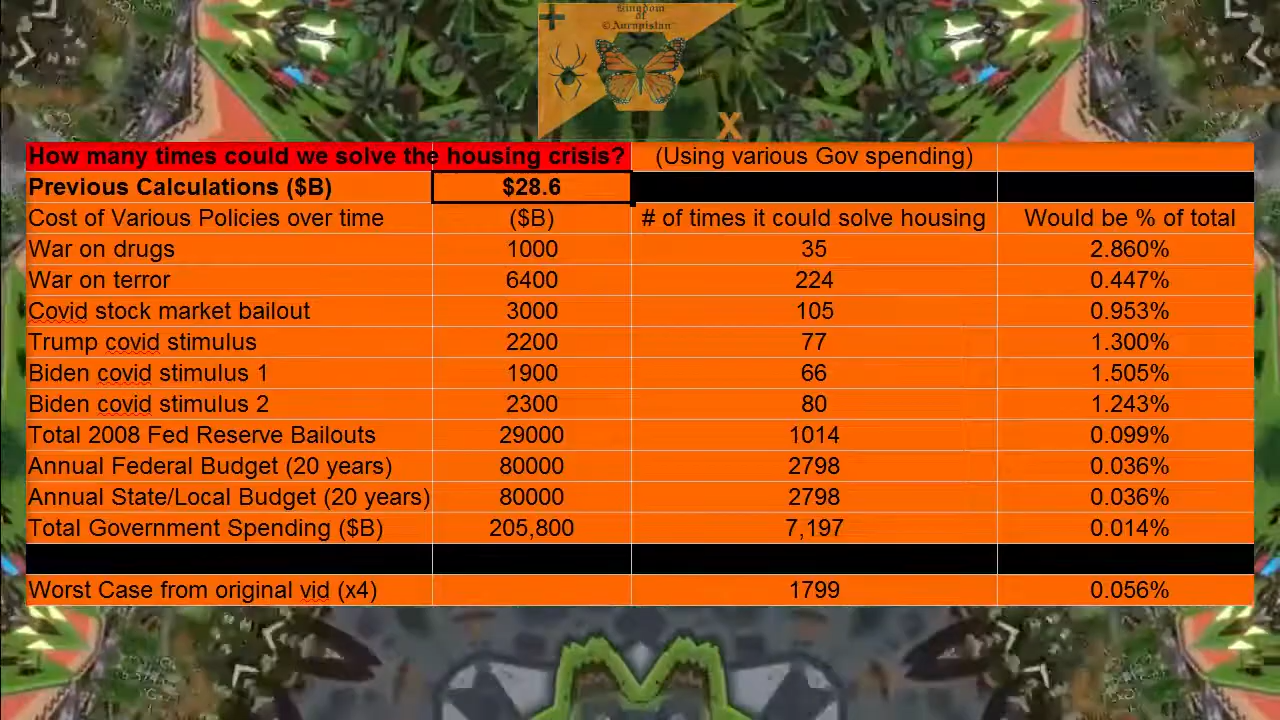 Kingdom
of
©Auropistan™
X
How many times could we solve the housing crisis? (Using various Gov spending)
Previous Calculations ($B) $28.6
Cost of Various Policies over time ($B) # of times it could solve housing Would be % of total
War on drugs 1000 35 2.860%
War on terror 6400 224 0.447%
Covid stock market bailout 3000 105 0.953%
Trump covid stimulus 2200 77 1.300%
Biden covid stimulus 1 1900 66 1.505%
Biden covid stimulus 2 2300 80 1.243%
Total 2008 Fed Reserve Bailouts 29000 1014 0.099%
Annual Federal Budget (20 years) 80000 2798 0.036%
Annual State/Local Budget (20 years) 80000 2798 0.036%
Total Government Spending ($B) 205,800 7,197 0.014%
Worst Case from original vid (x4) 1799 0.056%